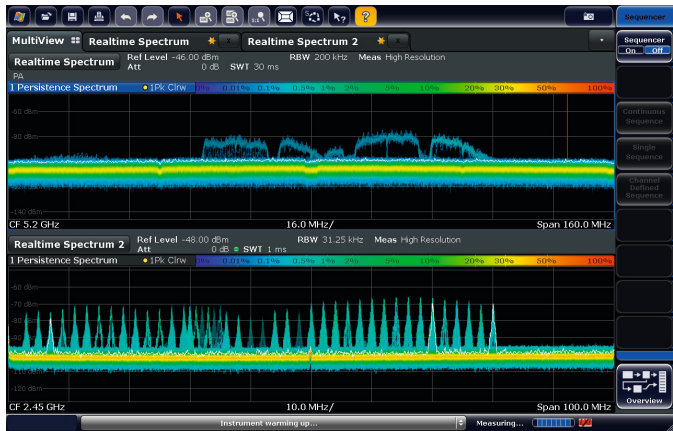 Sequencer
MultiView Realtime Spectrum x Realtime Spectrum 2 x
Sequencer
On Off
Realtime Spectrum Ref Level -46.00 dBm RBW 200 kHz Meas High Resolution
Att 0 dB SWT 30 ms
PA
1 Persistence Spectrum 1Pk Clrw 0% 0.01% 0.1% 0.5% 1% 2% 5% 10% 20% 30% 50% 100%
-60 dBm
Continuous
Sequence
-80 dBm
Single
Sequence
Channel
Defined
Sequence
-140 dBm
CF 5.2 GHz 16.0 MHz/ Span 160.0 MHz
Realtime Spectrum 2 Ref Level -48.00 dBm RBW 31.25 kHz Meas High Resolution
Att 0 dB SWT 1 ms
1 Persistence Spectrum 1Pk Clrw 0% 0.01% 0.1% 0.5% 1% 2% 5% 10% 20% 30% 50% 100%
-60 dBm
-70 dBm
-120 dBm
Overview
CF 2.45 GHz 10.0 MHz/ Span 100.0 MHz
Instrument warming up... Measuring...